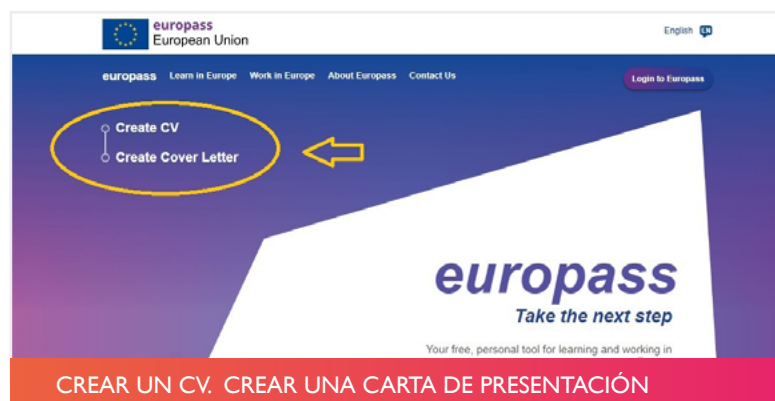 europass
European Union
English EN
europass Learn in Europe Work in Europe About Europass Contact Us
Login to Europass
Create CV
Create Cover Letter
europass
Take the next step
Your free, personal tool for learning and working in
CREAR UN CV. CREAR UNA CARTA DE PRESENTACIÓN